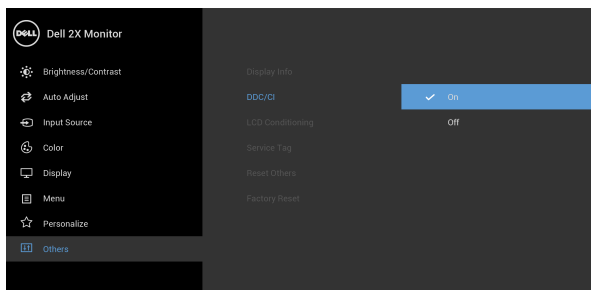 DELL Dell 2X Monitor
Brightness/Contrast
Auto Adjust
Input Source
Color
Display
Menu
Personalize
Others
Display Info
DDC/CI
LCD Conditioning
Service Tag
Reset Others
Factory Reset
On
Off